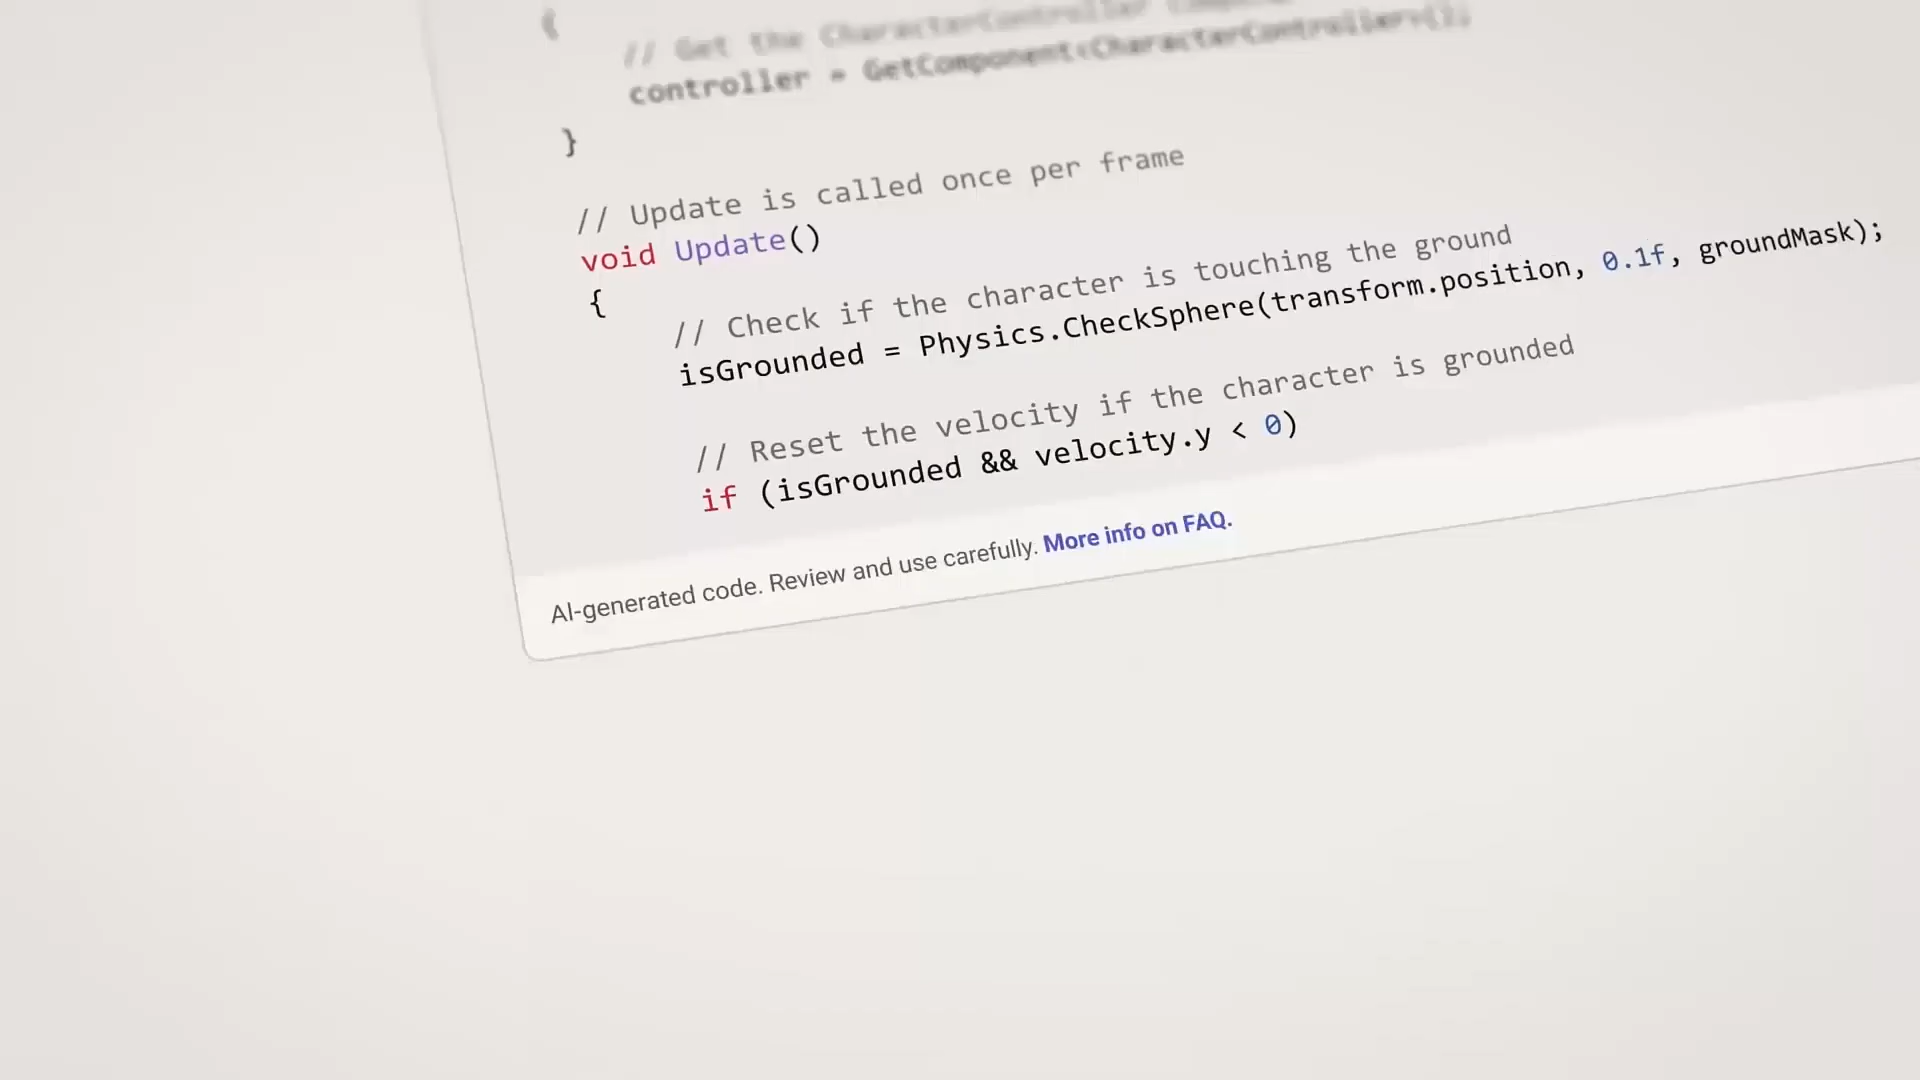 {
// Get the CharacterController
controller = GetComponent<CharacterController>();
}
// Update is called once per frame
void Update()
{
// Check if the character is touching the ground
isGrounded = Physics.CheckSphere(transform.position, 0.1f, groundMask);
// Reset the velocity if the character is grounded
if (isGrounded && velocity.y < 0)
AI-generated code. Review and use carefully. More info on FAQ.